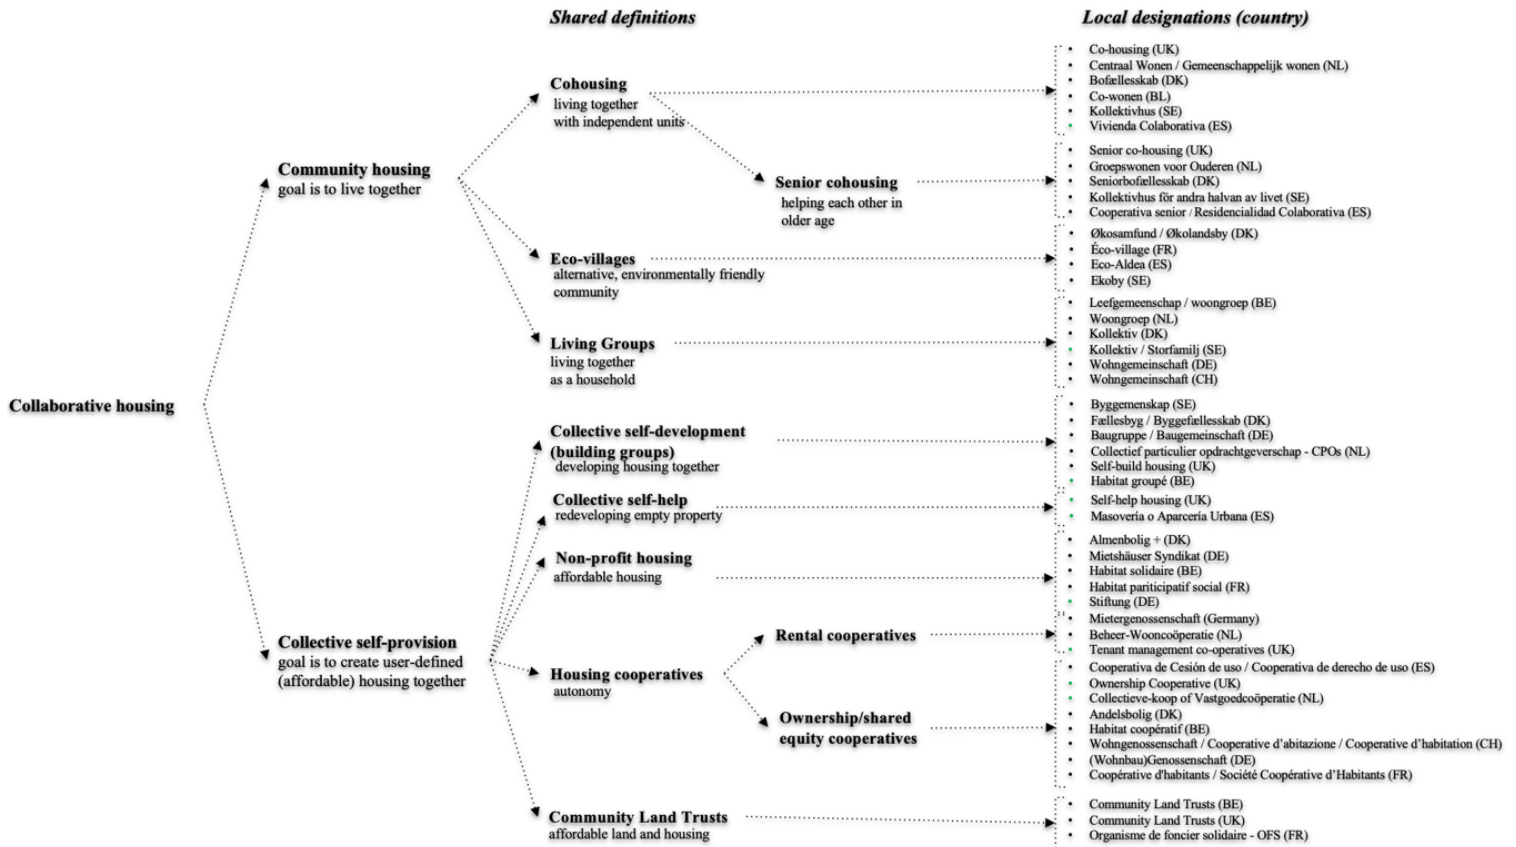 Shared definitions
Local designations (country)
Collaborative housing
Community housing
goal is to live together
Cohousing
living together
with independent units
• Co-housing (UK)
• Centraal Wonen / Gemeenschappelijk wonen (NL)
• Bofællesskab (DK)
• Co-wonen (BL)
• Kollektivhus (SE)
• Vivienda Colaborativa (ES)
Senior cohousing
helping each other in
older age
• Senior co-housing (UK)
• Groepswonen voor Ouderen (NL)
• Seniorbofællesskab (DK)
• Kollektivhus för andra halvan av livet (SE)
• Cooperativa senior / Residencialidad Colaborativa (ES)
Eco-villages
alternative, environmentally friendly
community
• Økosamfund / Økolandsby (DK)
• Éco-village (FR)
• Eco-Aldea (ES)
• Ekoby (SE)
Living Groups
living together
as a household
• Leefgemeenschap / woongroep (BE)
• Woongroep (NL)
• Kollektiv (DK)
• Kollektiv / Storfamilj (SE)
• Wohngemeinschaft (DE)
• Wohngemeinschaft (CH)
Collective self-provision
goal is to create user-defined
(affordable) housing together
Collective self-development
(building groups)
developing housing together
• Byggemenskap (SE)
• Fællesbyg / Byggefællesskab (DK)
• Baugruppe / Baugemeinschaft (DE)
• Collectief particulier opdrachtgeverschap - CPOs (NL)
• Self-build housing (UK)
• Habitat groupé (BE)
Collective self-help
redeveloping empty property
• Self-help housing (UK)
• Masovería o Aparcería Urbana (ES)
Non-profit housing
affordable housing
• Almenbolig + (DK)
• Mietshäuser Syndikat (DE)
• Habitat solidaire (BE)
• Habitat pariticipatif social (FR)
• Stiftung (DE)
Housing cooperatives
autonomy
Rental cooperatives
• Mietergenossenschaft (Germany)
• Beheer-Wooncoöperatie (NL)
• Tenant management co-operatives (UK)
Ownership/shared
equity cooperatives
• Cooperativa de Cesión de uso / Cooperativa de derecho de uso (ES)
• Ownership Cooperative (UK)
• Collectieve-koop of Vastgoedcoöperatie (NL)
• Andelsbolig (DK)
• Habitat coopératif (BE)
• Wohngenossenschaft / Cooperative d'abitazione / Cooperative d'habitation (CH)
• (Wohnbau)Genossenschaft (DE)
• Coopérative d'habitants / Société Coopérative d'Habitants (FR)
Community Land Trusts
affordable land and housing
• Community Land Trusts (BE)
• Community Land Trusts (UK)
• Organisme de foncier solidaire - OFS (FR)